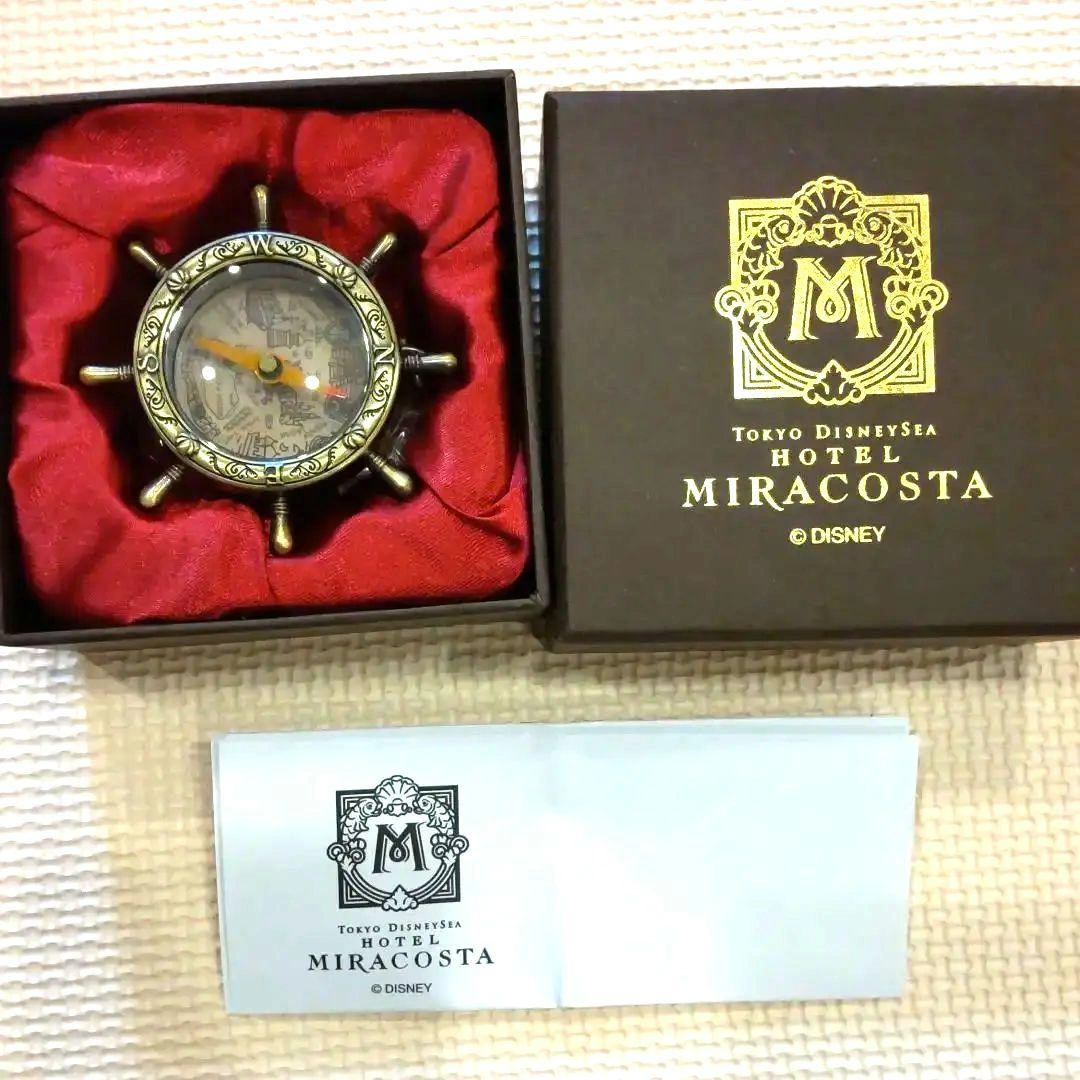 W
S
N
E
M
TOKYO DISNEYSEA
HOTEL
MIRACOSTA
© DISNEY
M
TOKYO DISNEYSEA
HOTEL
MIRACOSTA
© DISNEY